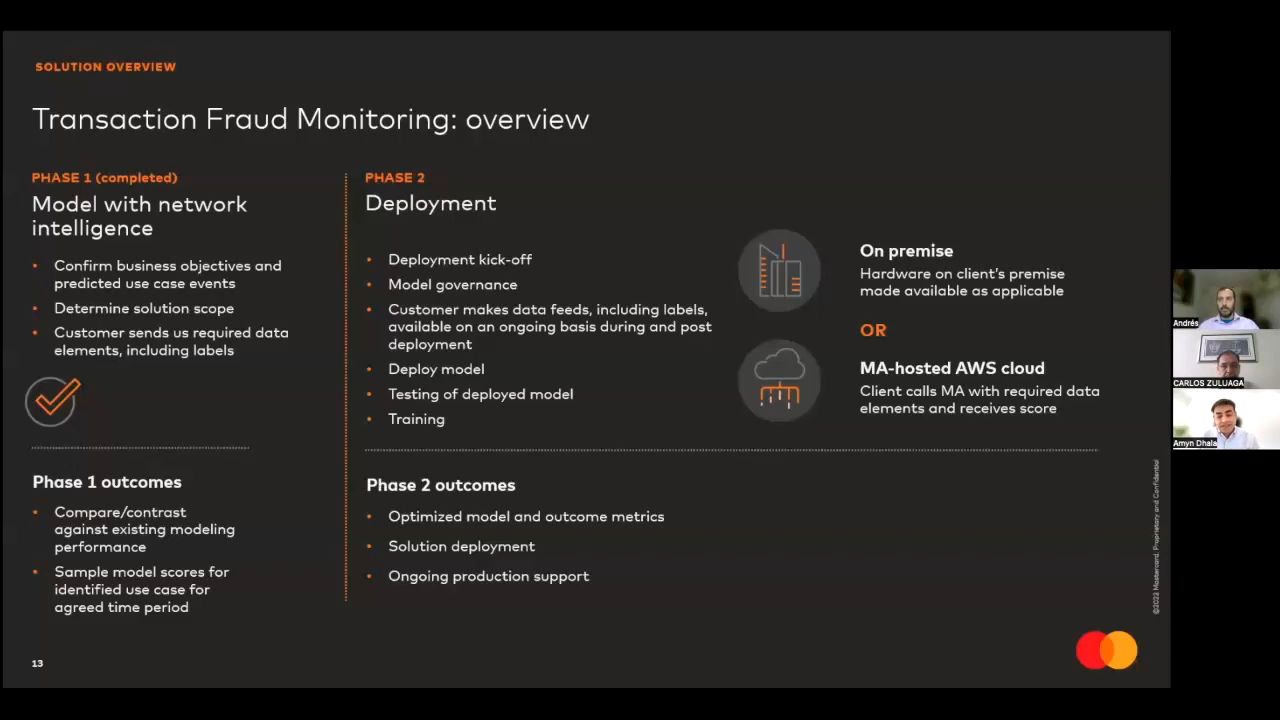 SOLUTION OVERVIEW
Transaction Fraud Monitoring: overview
PHASE 1 (completed)
Model with network
intelligence
• Confirm business objectives and
predicted use case events
• Determine solution scope
• Customer sends us required data
elements, including labels
Phase 1 outcomes
• Compare/contrast
against existing modeling
performance
• Sample model scores for
identified use case for
agreed time period
PHASE 2
Deployment
• Deployment kick-off
• Model governance
• Customer makes data feeds, including labels,
available on an ongoing basis during and post
deployment
• Deploy model
• Testing of deployed model
• Training
On premise
Hardware on client’s premise
made available as applicable
OR
MA-hosted AWS cloud
Client calls MA with required data
elements and receives score
Phase 2 outcomes
• Optimized model and outcome metrics
• Solution deployment
• Ongoing production support
13
©2023 Mastercard. Proprietary and Confidential
Andrés
CARLOS ZULUAGA
Amyn Dhala